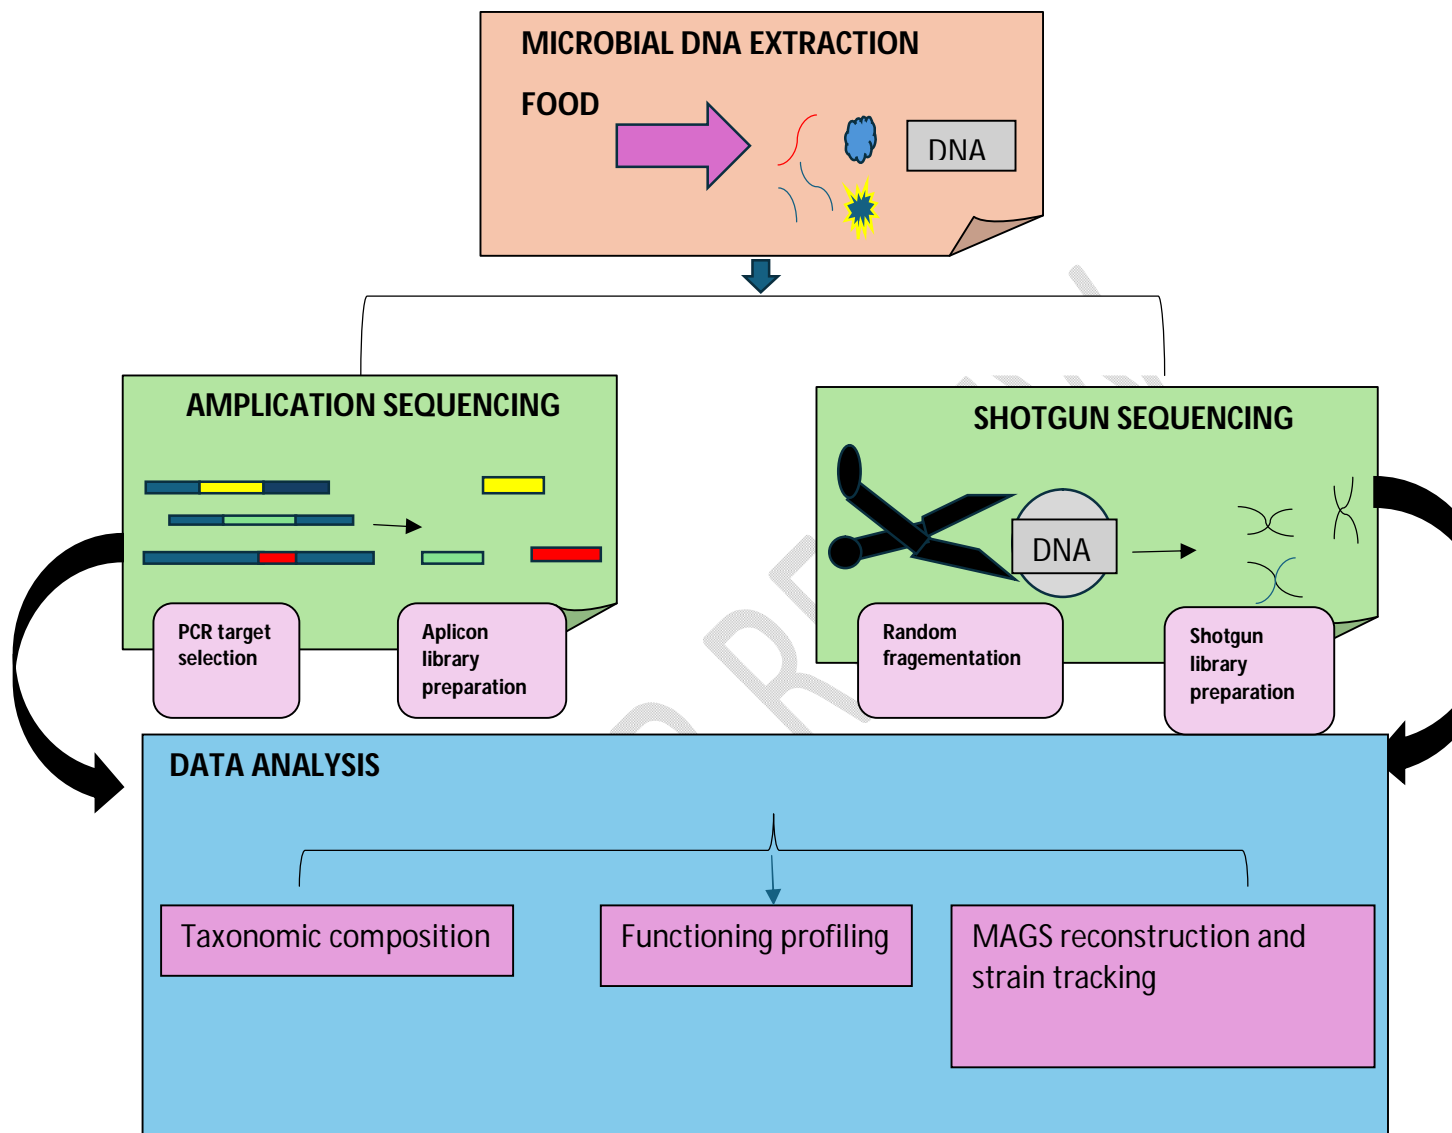 MICROBIAL DNA EXTRACTION
FOOD
DNA
AMPLICATION SEQUENCING
PCR target
selection
Aplicon
library
preparation
SHOTGUN SEQUENCING
DNA
Random
fragementation
Shotgun
library
preparation
DATA ANALYSIS
Taxonomic composition
Functioning profiling
MAGS reconstruction and
strain tracking